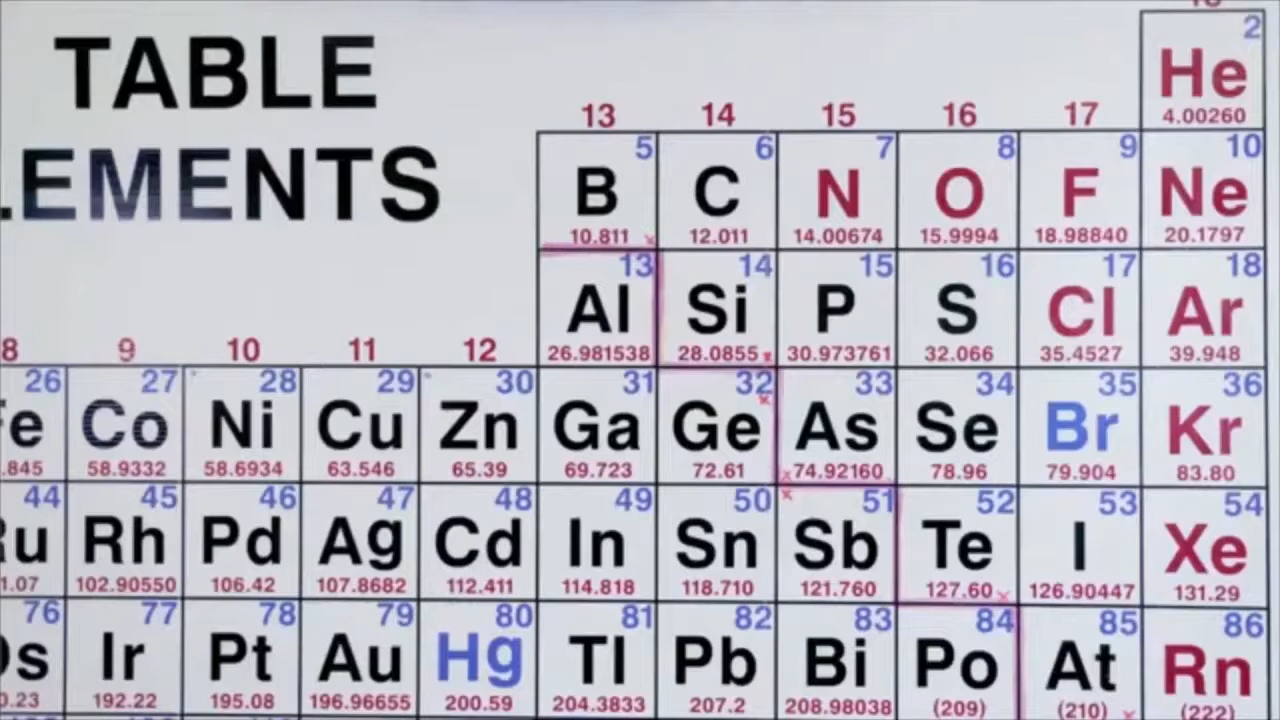 TABLE
EMENTS
2
He
4.00260
13 14 15 16 17
5 6 7 8 9 10
B C N O F Ne
10.811 12.011 14.00674 15.9994 18.98840 20.1797
13 14 15 16 17 18
Al Si P S Cl Ar
26.981538 28.0855 30.973761 32.066 35.4527 39.948
8 9 10 11 12
26 27 28 29 30 31 32 33 34 35 36
Fe Co Ni Cu Zn Ga Ge As Se Br Kr
.845 58.9332 58.6934 63.546 65.39 69.723 72.61 74.92160 78.96 79.904 83.80
44 45 46 47 48 49 50 51 52 53 54
Ru Rh Pd Ag Cd In Sn Sb Te I Xe
1.07 102.90550 106.42 107.8682 112.411 114.818 118.710 121.760 127.60 126.90447 131.29
76 77 78 79 80 81 82 83 84 85 86
Os Ir Pt Au Hg Tl Pb Bi Po At Rn
0.23 192.22 195.08 196.96655 200.59 204.3833 207.2 208.98038 (209) (210) (222)